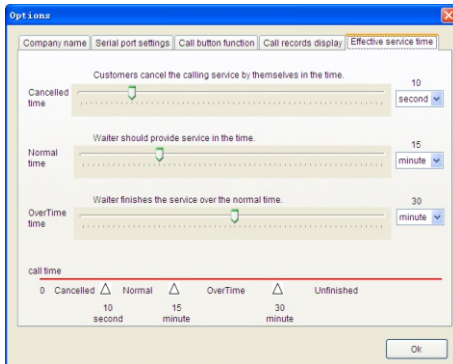 Options
Company name Serial port settings Call button function Call records display Effective service time
Customers cancel the calling service by themselves in the time.
10
Cancelled
time
second
Waiter should provide service in the time.
15
Normal
time
minute
Waiter finishes the service over the normal time.
30
OverTime
time
minute
call time
0 Cancelled Normal OverTime Unfinished
10 15 30
second minute minute
Ok